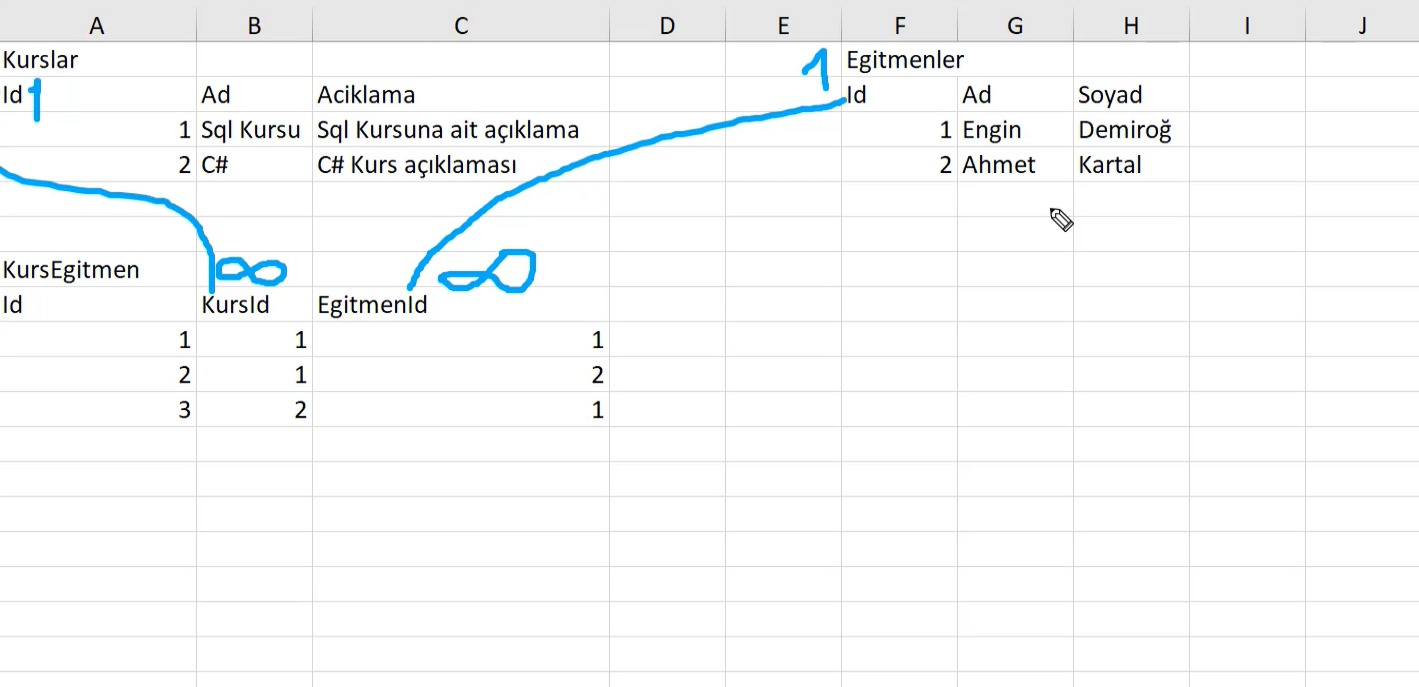 A B C D E F G H I J
Kurslar 1 Egitmenler
Id 1 Ad Aciklama Id Ad Soyad
1 Sql Kursu Sql Kursuna ait açıklama 1 Engin Demiroğ
2 C# C# Kurs açıklaması 2 Ahmet Kartal
KursEgitmen ∞ ∞
Id KursId EgitmenId
1 1 1
2 1 2
3 2 1